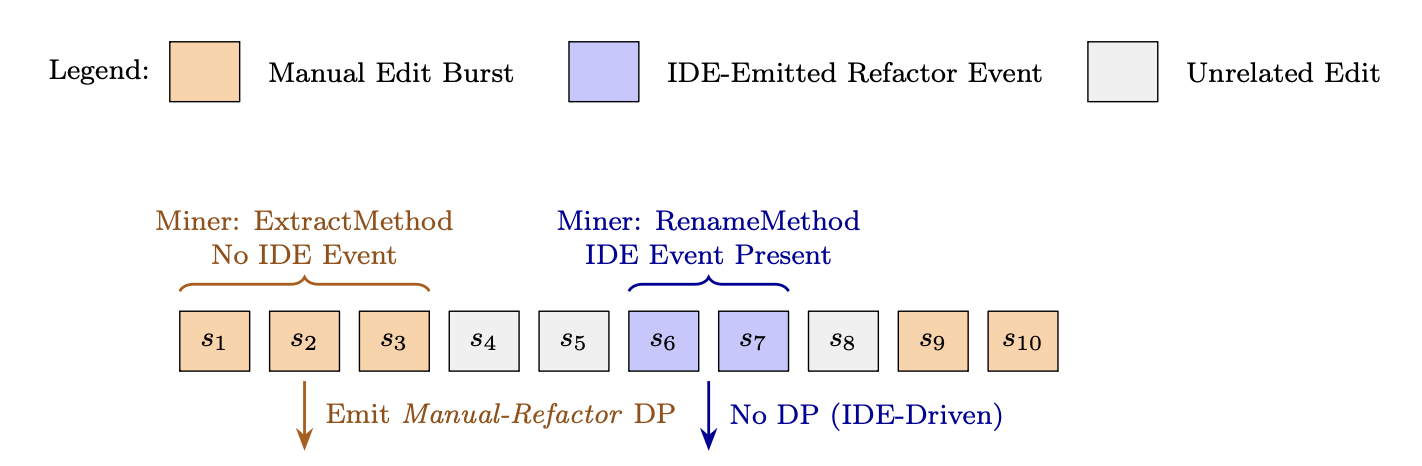 Legend: Manual Edit Burst IDE-Emitted Refactor Event Unrelated Edit
Miner: ExtractMethod
No IDE Event
Miner: RenameMethod
IDE Event Present
s₁ s₂ s₃ s₄ s₅ s₆ s₇ s₈ s₉ s₁₀
Emit Manual-Refactor DP
No DP (IDE-Driven)